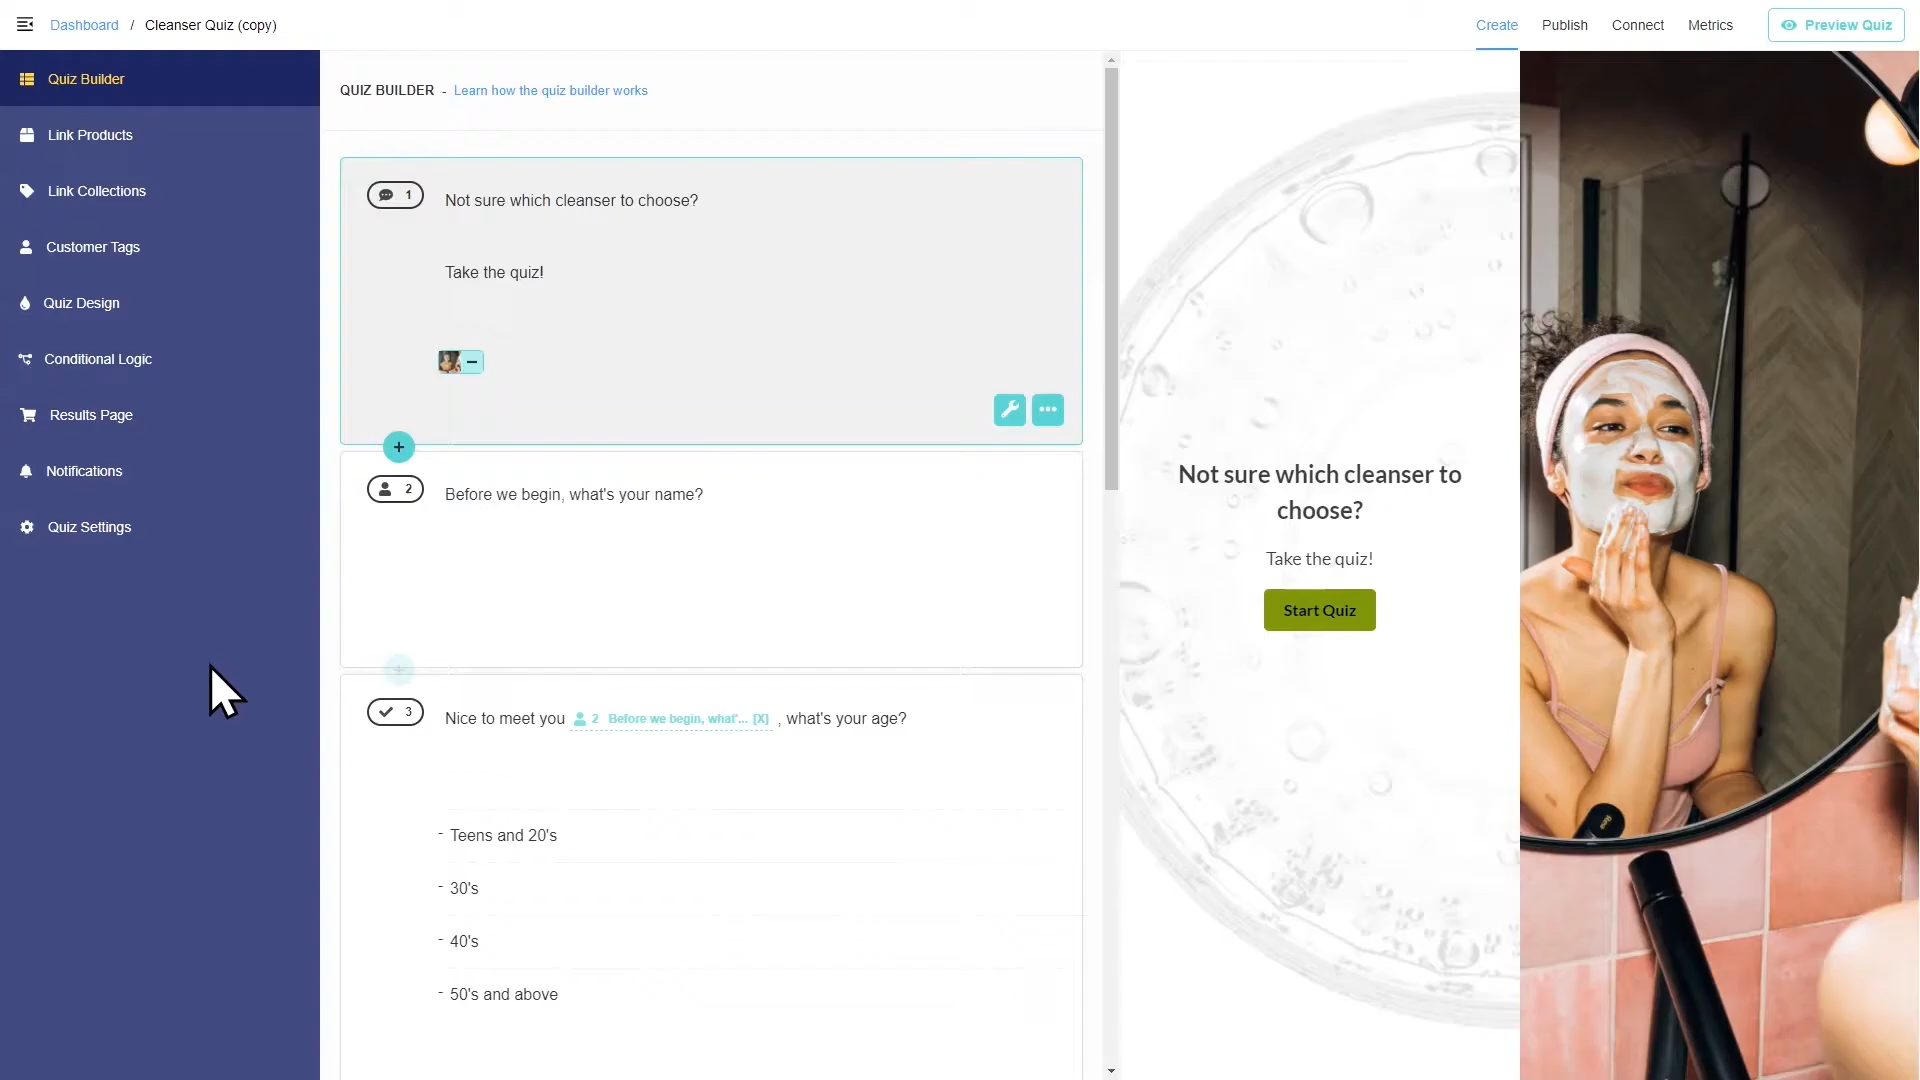 Dashboard / Cleanser Quiz (copy)
Create Publish Connect Metrics Preview Quiz
Quiz Builder
Link Products
Link Collections
Customer Tags
Quiz Design
Conditional Logic
Results Page
Notifications
Quiz Settings
QUIZ BUILDER - Learn how the quiz builder works
1 Not sure which cleanser to choose?
Take the quiz!
2 Before we begin, what's your name?
3 Nice to meet you 2 Before we begin, what'... [X] , what's your age?
- Teens and 20's
- 30's
- 40's
- 50's and above
Not sure which cleanser to
choose?
Take the quiz!
Start Quiz